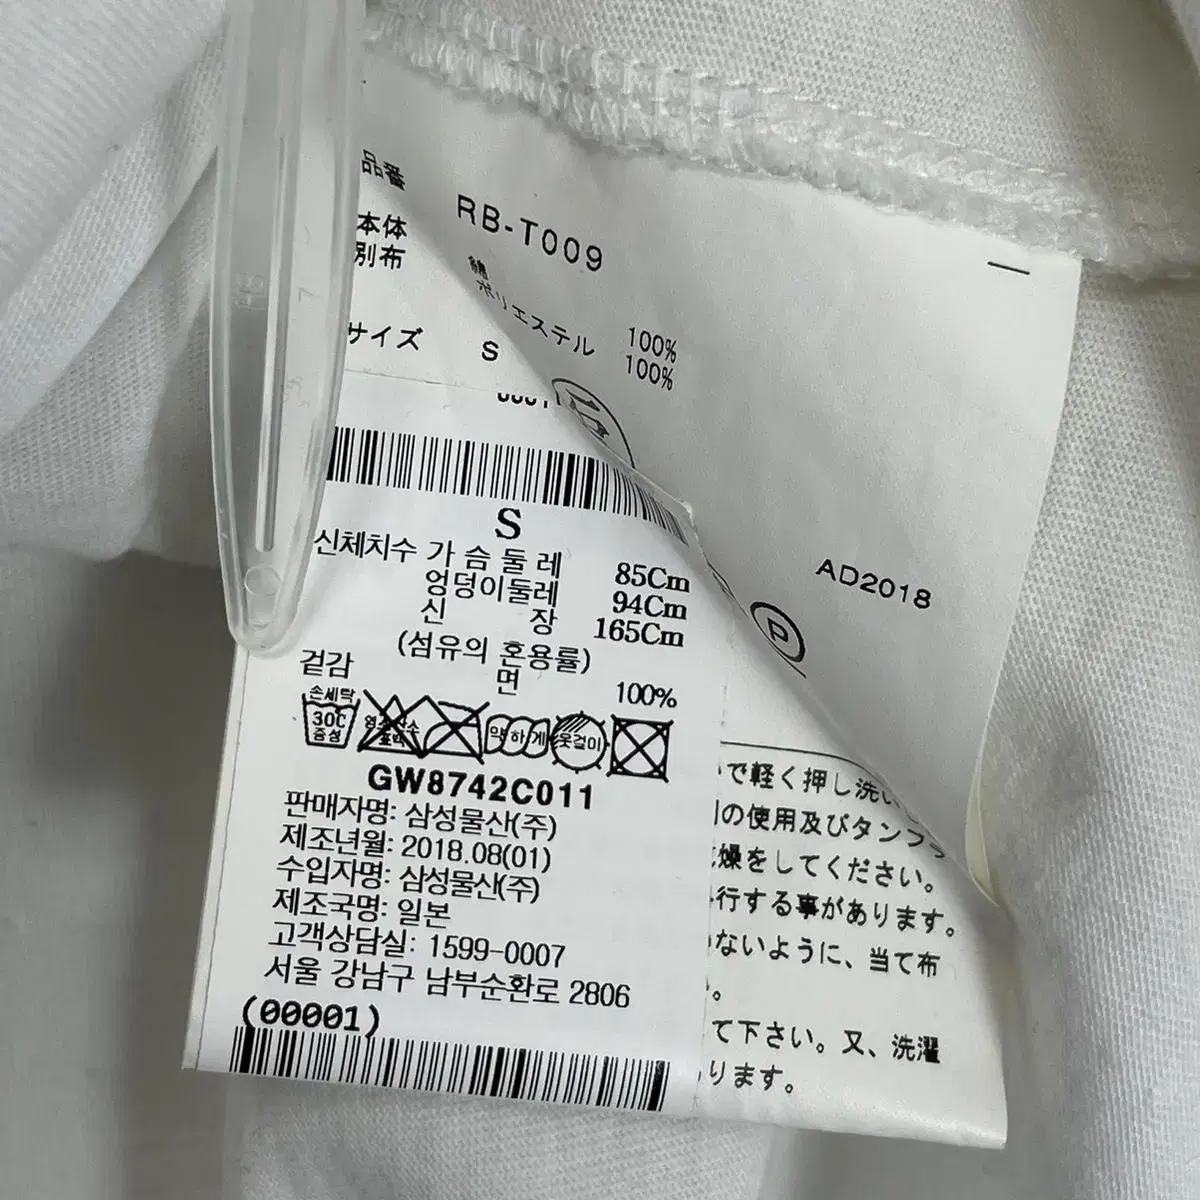 品番 RB-T009
本体 綿 100%
別布 ポリエステル 100%
サイズ S
AD2018
P
S
신체치수 가슴둘레 85Cm
엉덩이둘레 94Cm
신장 165Cm
(섬유의 혼용률)
겉감 면 100%
손세탁
30C
중성
약하게
옷걸이
GW8742C011
판매자명: 삼성물산(주)
제조년월: 2018.08(01)
수입자명: 삼성물산(주)
제조국명: 일본
고객상담실: 1599-0007
서울 강남구 남부순환로 2806
(00001)
で軽く押し洗い
の使用及びタンブラ
燥をしてください。
行する事があります。
ないように、当て布
。
て下さい。又、洗濯
ります。